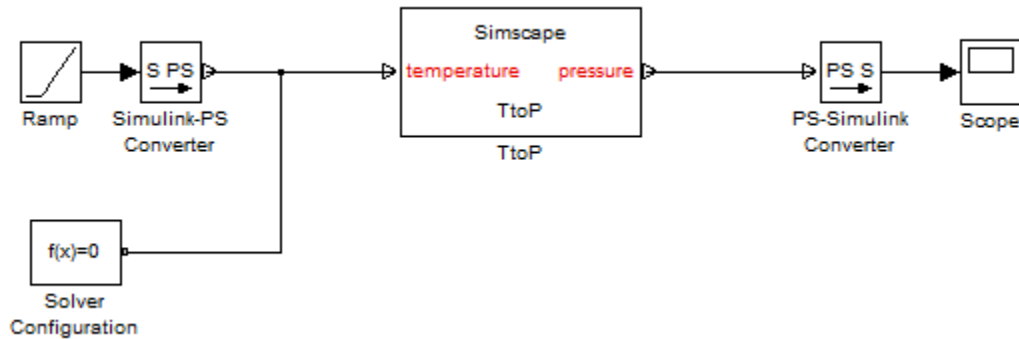 Simscape
S PS
temperature pressure
PS S
TtoP
Ramp
Simulink-PS
Converter
TtoP
PS-Simulink
Converter
Scope
f(x)=0
Solver
Configuration